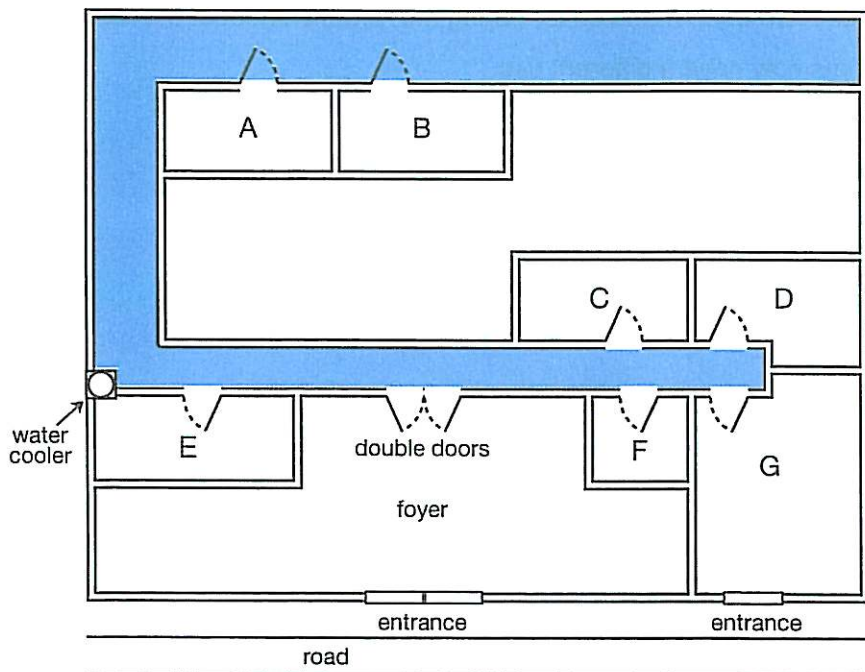 A
B
C
D
water
cooler
E
double doors
F
G
foyer
entrance
entrance
road